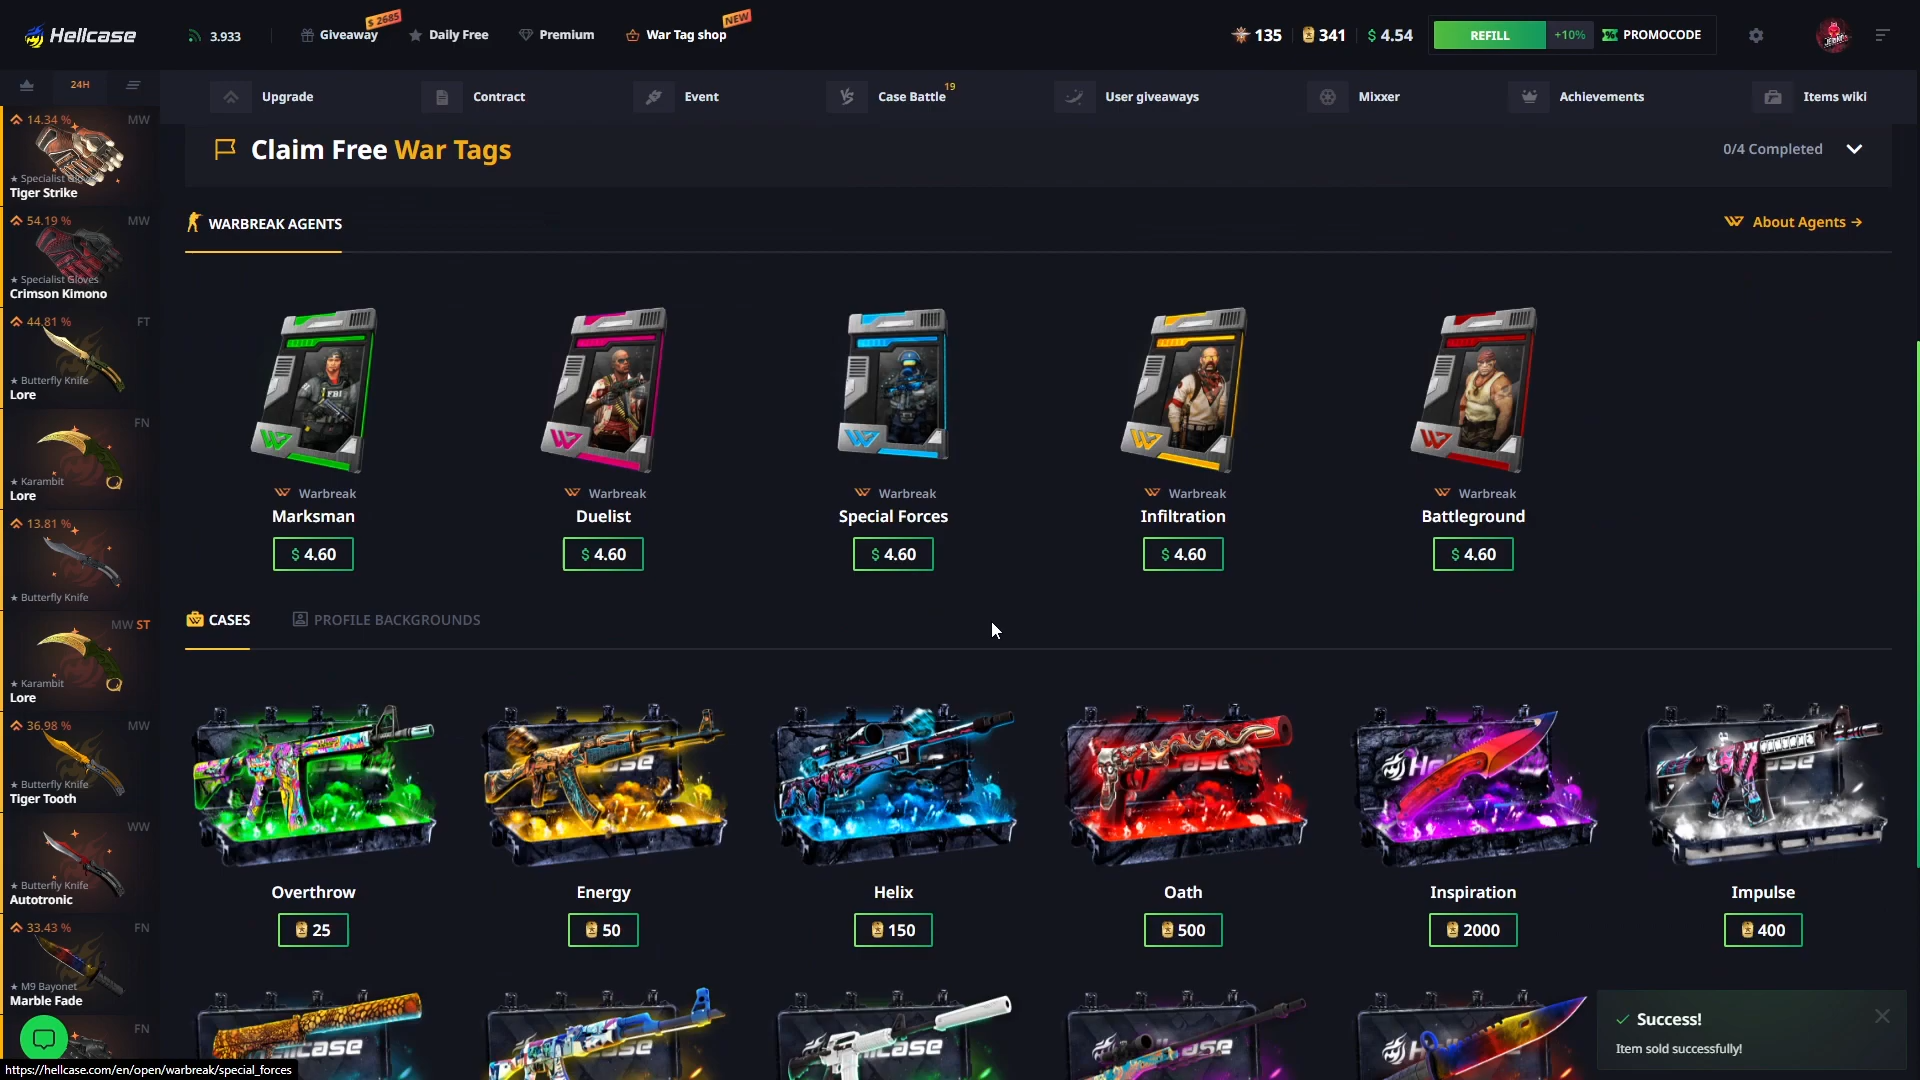 Hellcase
3.933
Giveaway
$ 2685
Daily Free
Premium
War Tag shop
NEW
135
341
$ 4.54
REFILL
+10%
PROMOCODE
24H
Upgrade
Contract
Event
Case Battle
19
User giveaways
Mixxer
Achievements
Items wiki
14.34 %
MW
★ Specialist Gloves
Tiger Strike
54.19 %
MW
★ Specialist Gloves
Crimson Kimono
44.81 %
FT
★ Butterfly Knife
Lore
FN
★ Karambit
Lore
13.81 %
★ Butterfly Knife
MW ST
★ Karambit
Lore
36.98 %
MW
★ Butterfly Knife
Tiger Tooth
WW
★ Butterfly Knife
Autotronic
33.43 %
FN
★ M9 Bayonet
Marble Fade
FN
Claim Free War Tags
0/4 Completed
WARBREAK AGENTS
About Agents →
FBI
Warbreak
Marksman
$ 4.60
Warbreak
Duelist
$ 4.60
Warbreak
Special Forces
$ 4.60
Warbreak
Infiltration
$ 4.60
Warbreak
Battleground
$ 4.60
CASES
PROFILE BACKGROUNDS
Overthrow
25
Energy
50
Helix
150
Oath
500
Inspiration
2000
Impulse
400
Success!
Item sold successfully!
https://hellcase.com/en/open/warbreak/special_forces